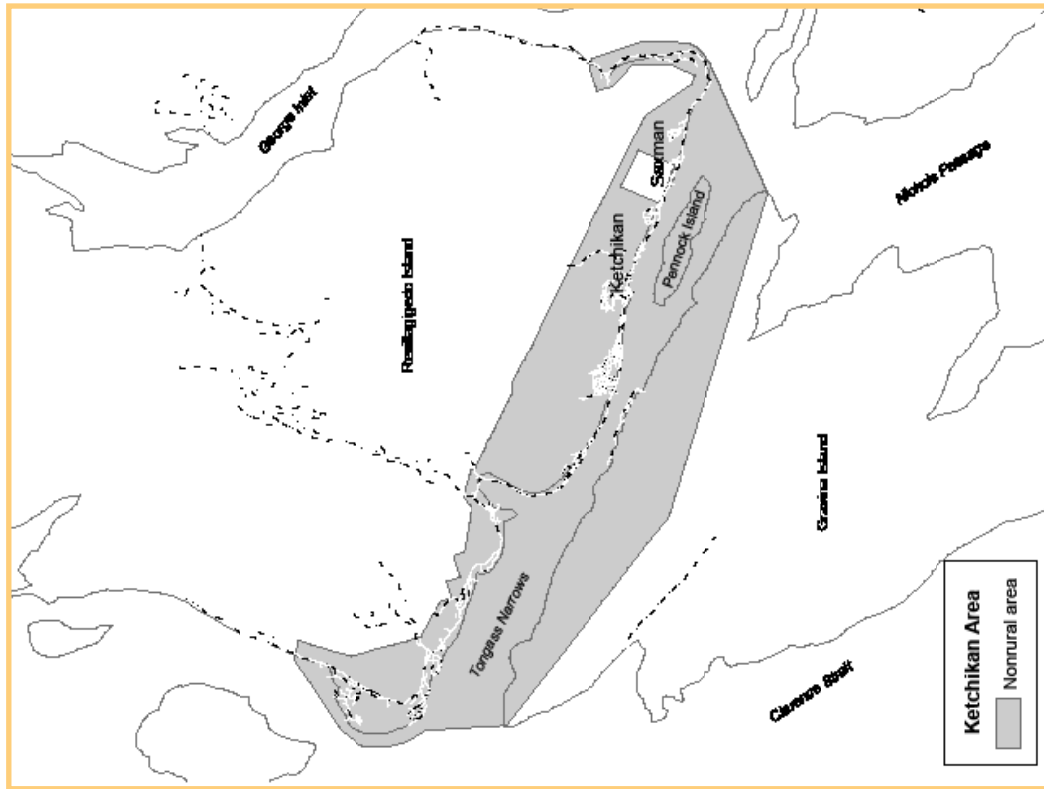 George Inlet
Revillagigedo Island
Ketchikan
Saxman
Pennock Island
Nichols Passage
Tongass Narrows
Gravina Island
Clarence Strait
Ketchikan Area
Nonrural area